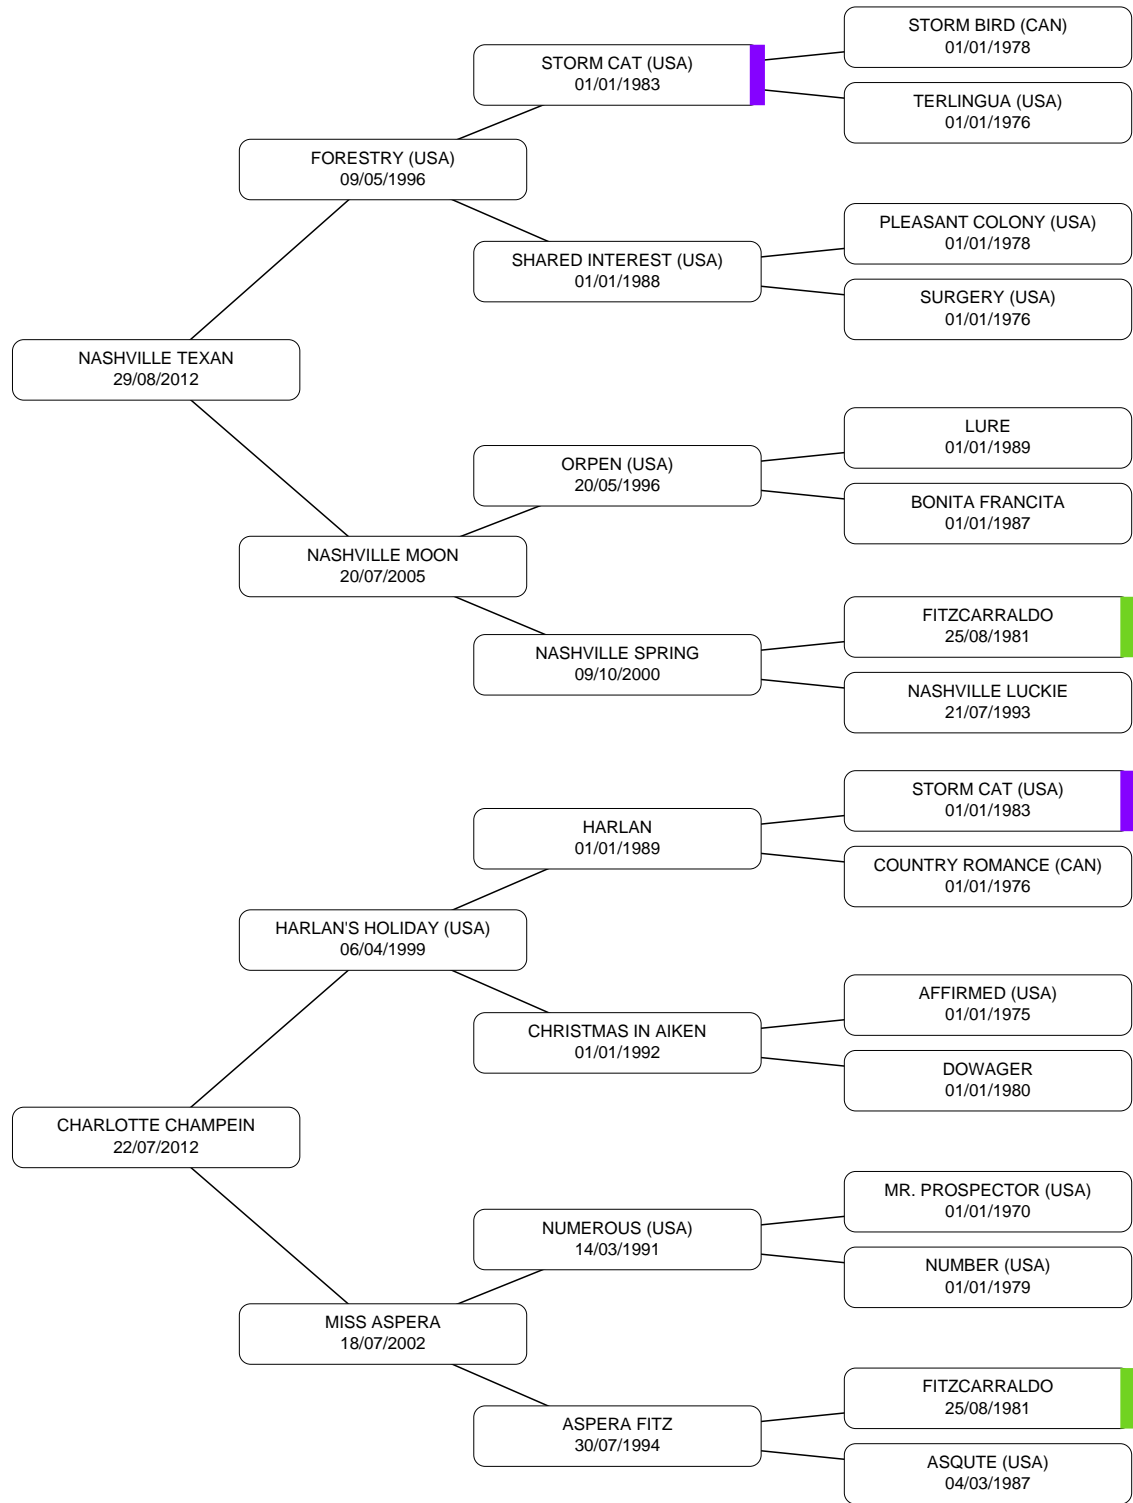 STORM BIRD (CAN)
01/01/1978
STORM CAT (USA)
01/01/1983
TERLINGUA (USA)
01/01/1976
FORESTRY (USA)
09/05/1996
PLEASANT COLONY (USA)
01/01/1978
SHARED INTEREST (USA)
01/01/1988
SURGERY (USA)
01/01/1976
NASHVILLE TEXAN
29/08/2012
LURE
01/01/1989
ORPEN (USA)
20/05/1996
BONITA FRANCITA
01/01/1987
NASHVILLE MOON
20/07/2005
FITZCARRALDO
25/08/1981
NASHVILLE SPRING
09/10/2000
NASHVILLE LUCKIE
21/07/1993
STORM CAT (USA)
01/01/1983
HARLAN
01/01/1989
COUNTRY ROMANCE (CAN)
01/01/1976
HARLAN'S HOLIDAY (USA)
06/04/1999
AFFIRMED (USA)
01/01/1975
CHRISTMAS IN AIKEN
01/01/1992
DOWAGER
01/01/1980
CHARLOTTE CHAMPEIN
22/07/2012
MR. PROSPECTOR (USA)
01/01/1970
NUMEROUS (USA)
14/03/1991
NUMBER (USA)
01/01/1979
MISS ASPERA
18/07/2002
FITZCARRALDO
25/08/1981
ASPERA FITZ
30/07/1994
ASQUTE (USA)
04/03/1987